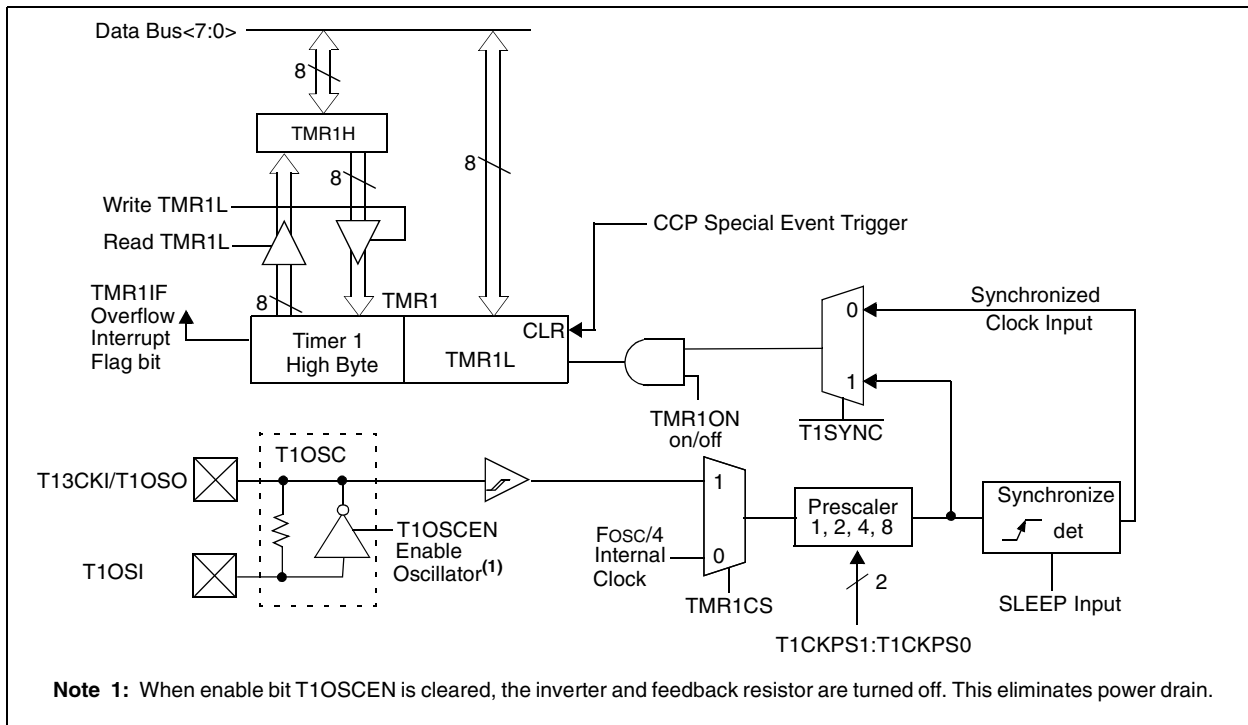 Data Bus<7:0>
8
TMR1H
8
8
Write TMR1L
Read TMR1L
CCP Special Event Trigger
8
TMR1IF
Overflow
Interrupt
Flag bit
TMR1
Timer 1
High Byte
TMR1L
CLR
TMR1ON
on/off
0
1
T1SYNC
Synchronized
Clock Input
T1OSC
T13CKI/T1OSO
T1OSI
T1OSCEN
Enable
Oscillator(1)
FOSC/4
Internal
Clock
1
0
TMR1CS
Prescaler
1, 2, 4, 8
2
T1CKPS1:T1CKPS0
Synchronize
det
SLEEP Input
Note 1: When enable bit T1OSCEN is cleared, the inverter and feedback resistor are turned off. This eliminates power drain.